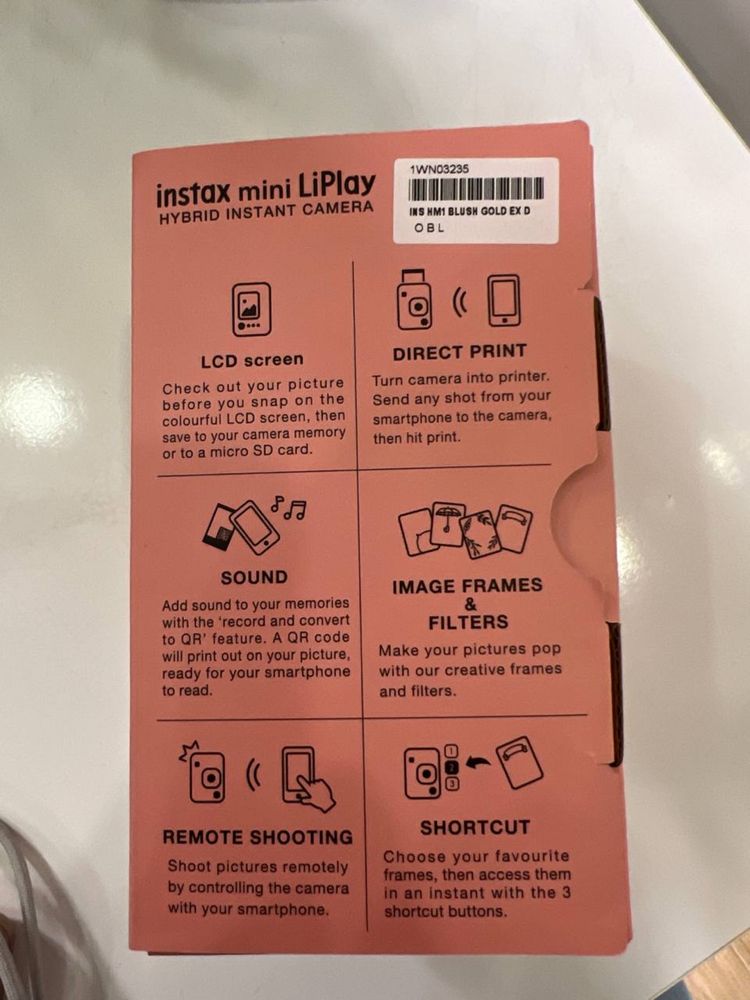 instax mini LiPlay
HYBRID INSTANT CAMERA
1WN03235
INS HM1 BLUSH GOLD EX D
OBL
LCD screen
Check out your picture
before you snap on the
colourful LCD screen, then
save to your camera memory
or to a micro SD card.
DIRECT PRINT
Turn camera into printer.
Send any shot from your
smartphone to the camera,
then hit print.
SOUND
Add sound to your memories
with the 'record and convert
to QR' feature. A QR code
will print out on your picture,
ready for your smartphone
to read.
IMAGE FRAMES
&
FILTERS
Make your pictures pop
with our creative frames
and filters.
REMOTE SHOOTING
Shoot pictures remotely
by controlling the camera
with your smartphone.
1
2
3
SHORTCUT
Choose your favourite
frames, then access them
in an instant with the 3
shortcut buttons.